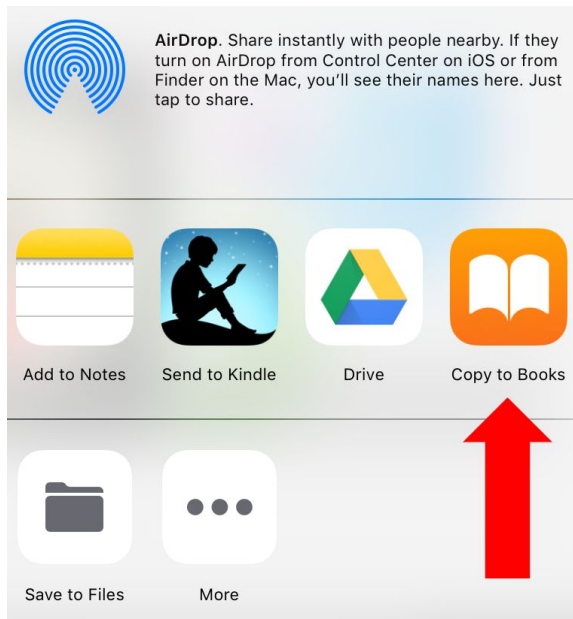 AirDrop. Share instantly with people nearby. If they
turn on AirDrop from Control Center on iOS or from
Finder on the Mac, you’ll see their names here. Just
tap to share.
Add to Notes
Send to Kindle
Drive
Copy to Books
Save to Files
More